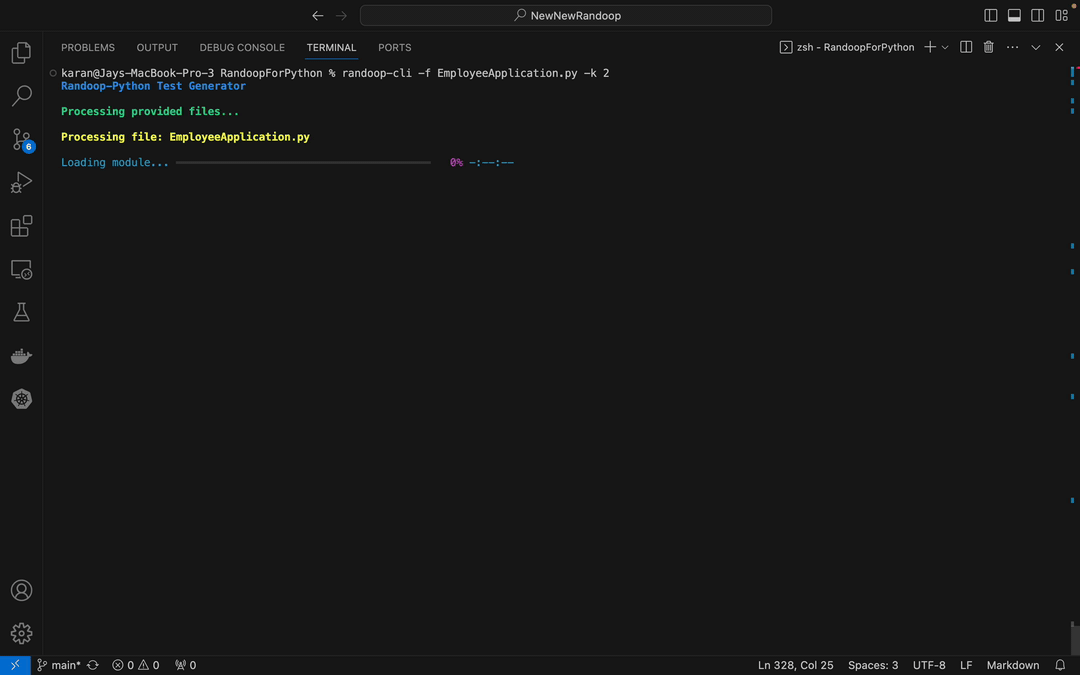 NewNewRandoop
PROBLEMS OUTPUT DEBUG CONSOLE TERMINAL PORTS
zsh - RandoopForPython
karan@Jays-MacBook-Pro-3 RandoopForPython % randoop-cli -f EmployeeApplication.py -k 2
Randoop-Python Test Generator
Processing provided files...
Processing file: EmployeeApplication.py
Loading module... 0% -:--:--
6
main* 0 0 0
Ln 328, Col 25 Spaces: 3 UTF-8 LF Markdown